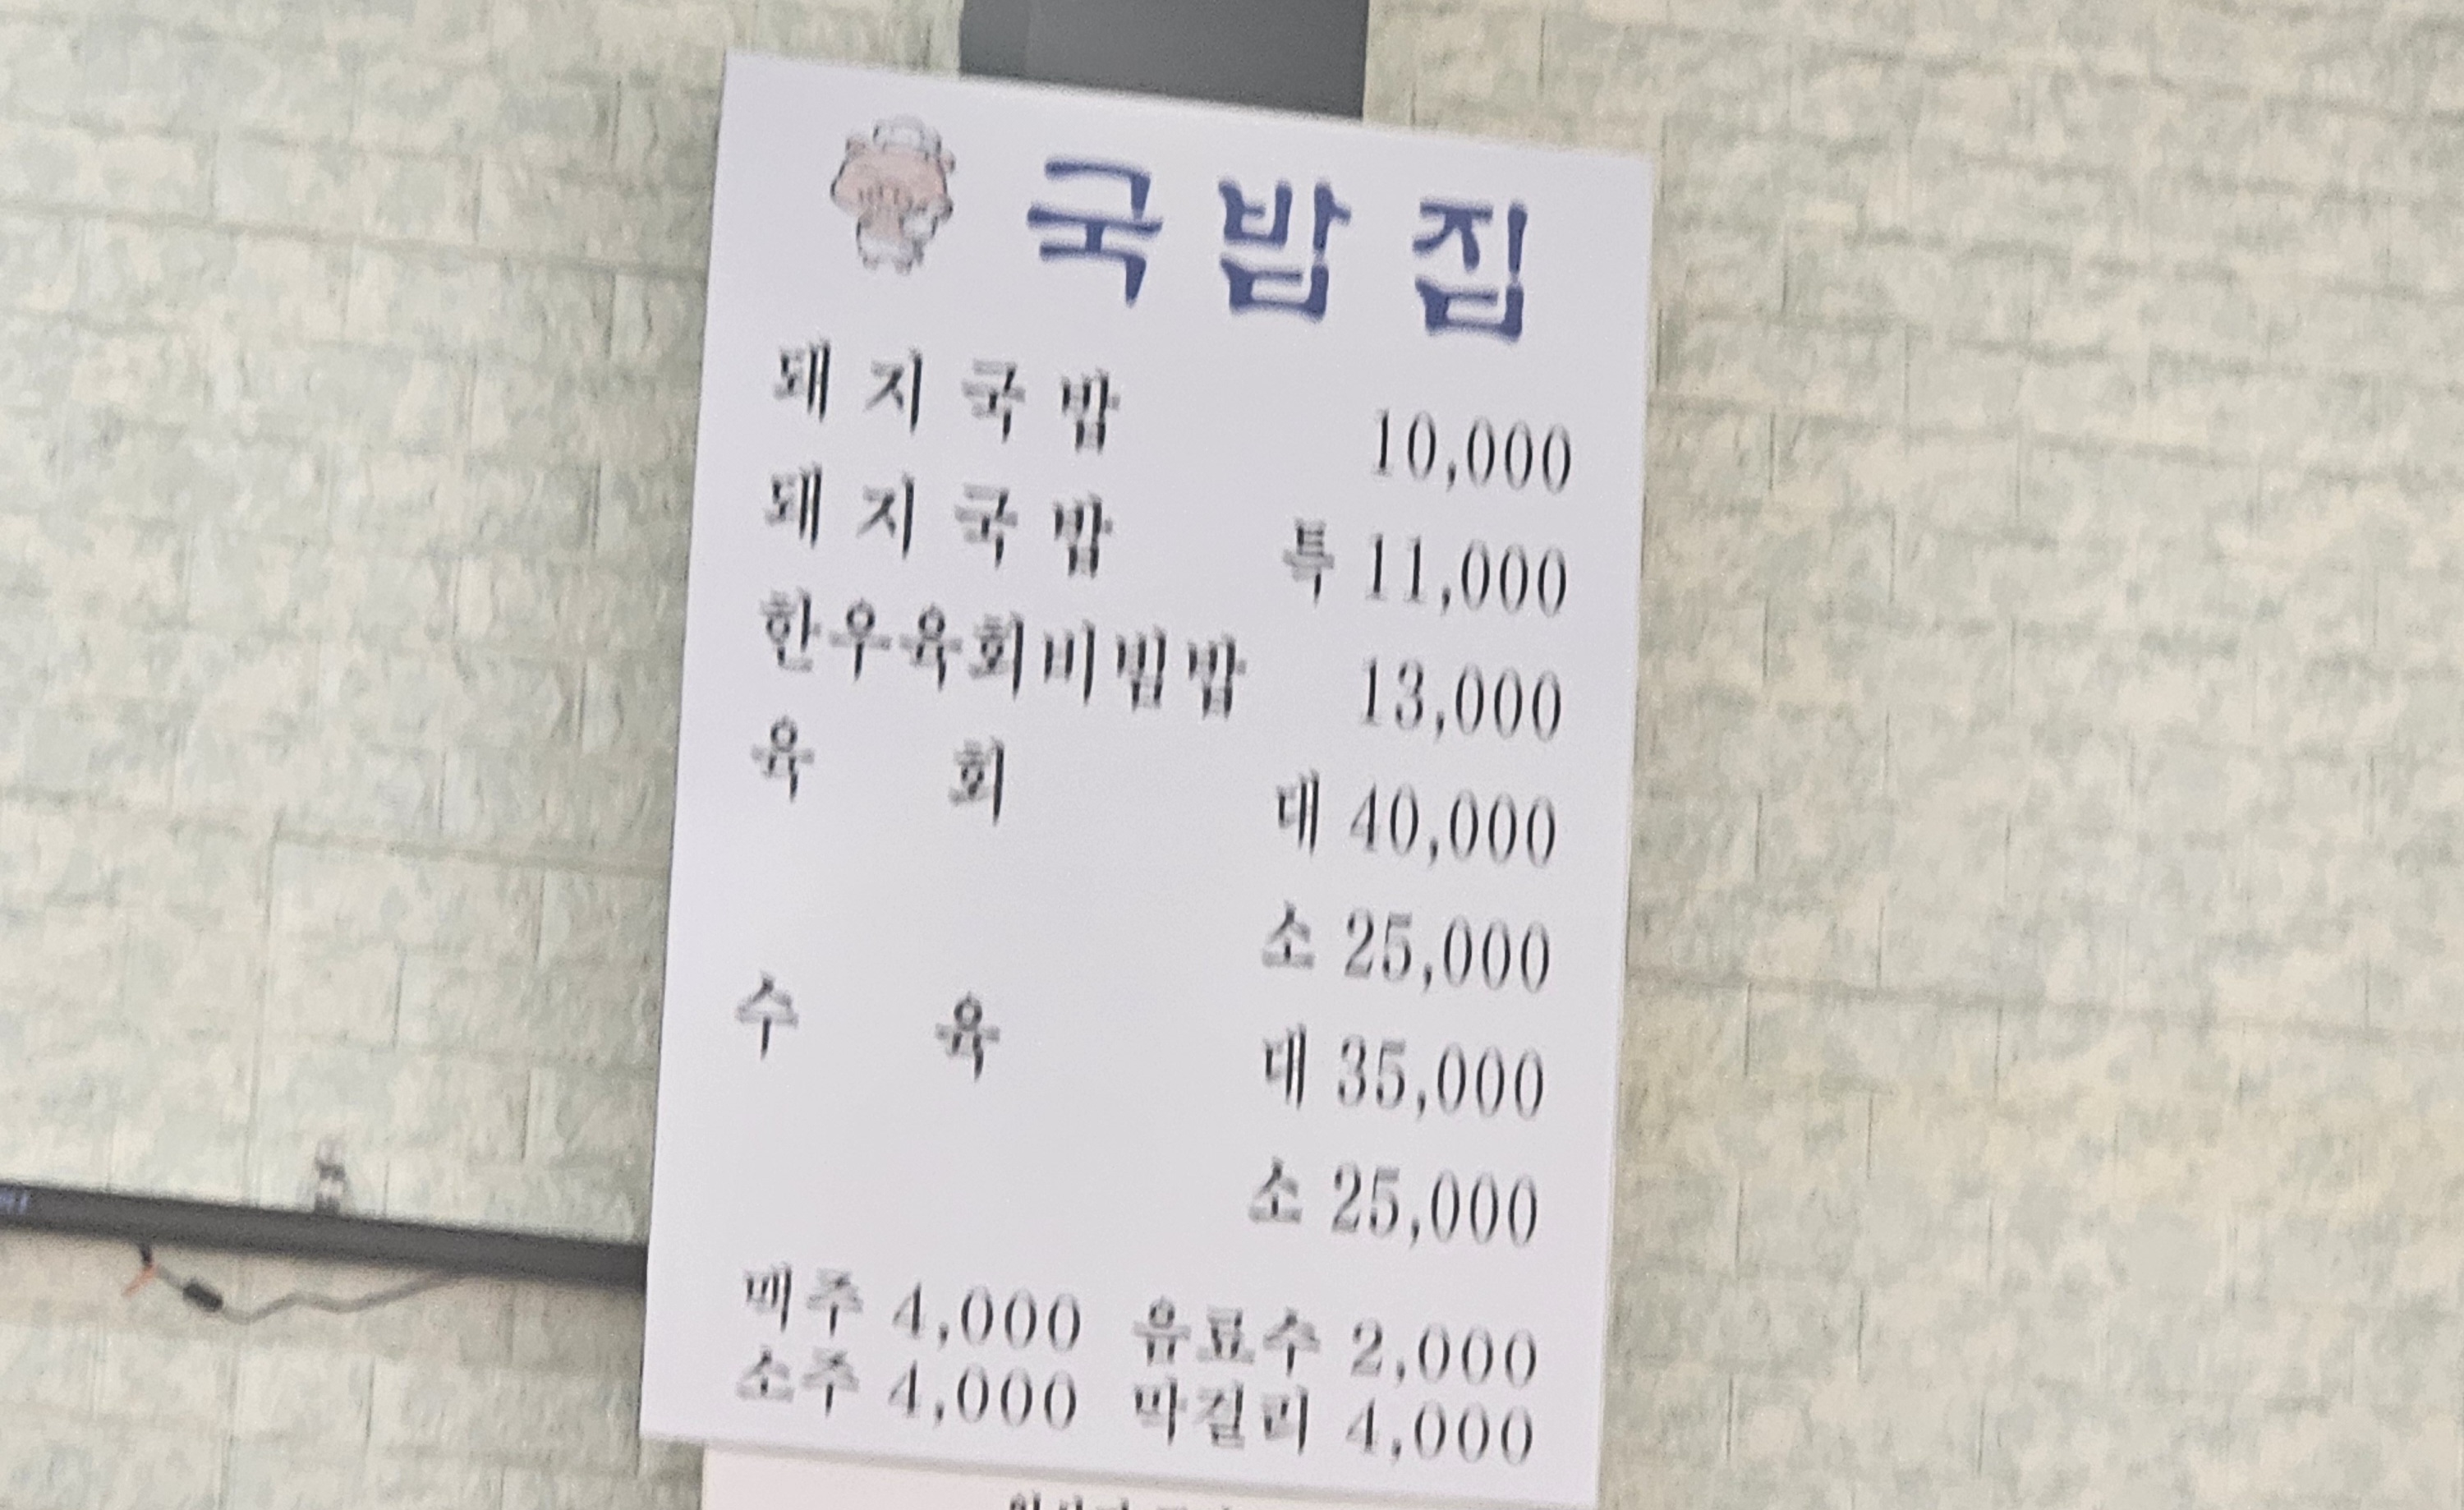 국밥집
돼지국밥 10,000
돼지국밥 특 11,000
한우육회비빔밥 13,000
육회 대 40,000
소 25,000
수육 대 35,000
소 25,000
맥주 4,000 음료수 2,000
소주 4,000 막걸리 4,000